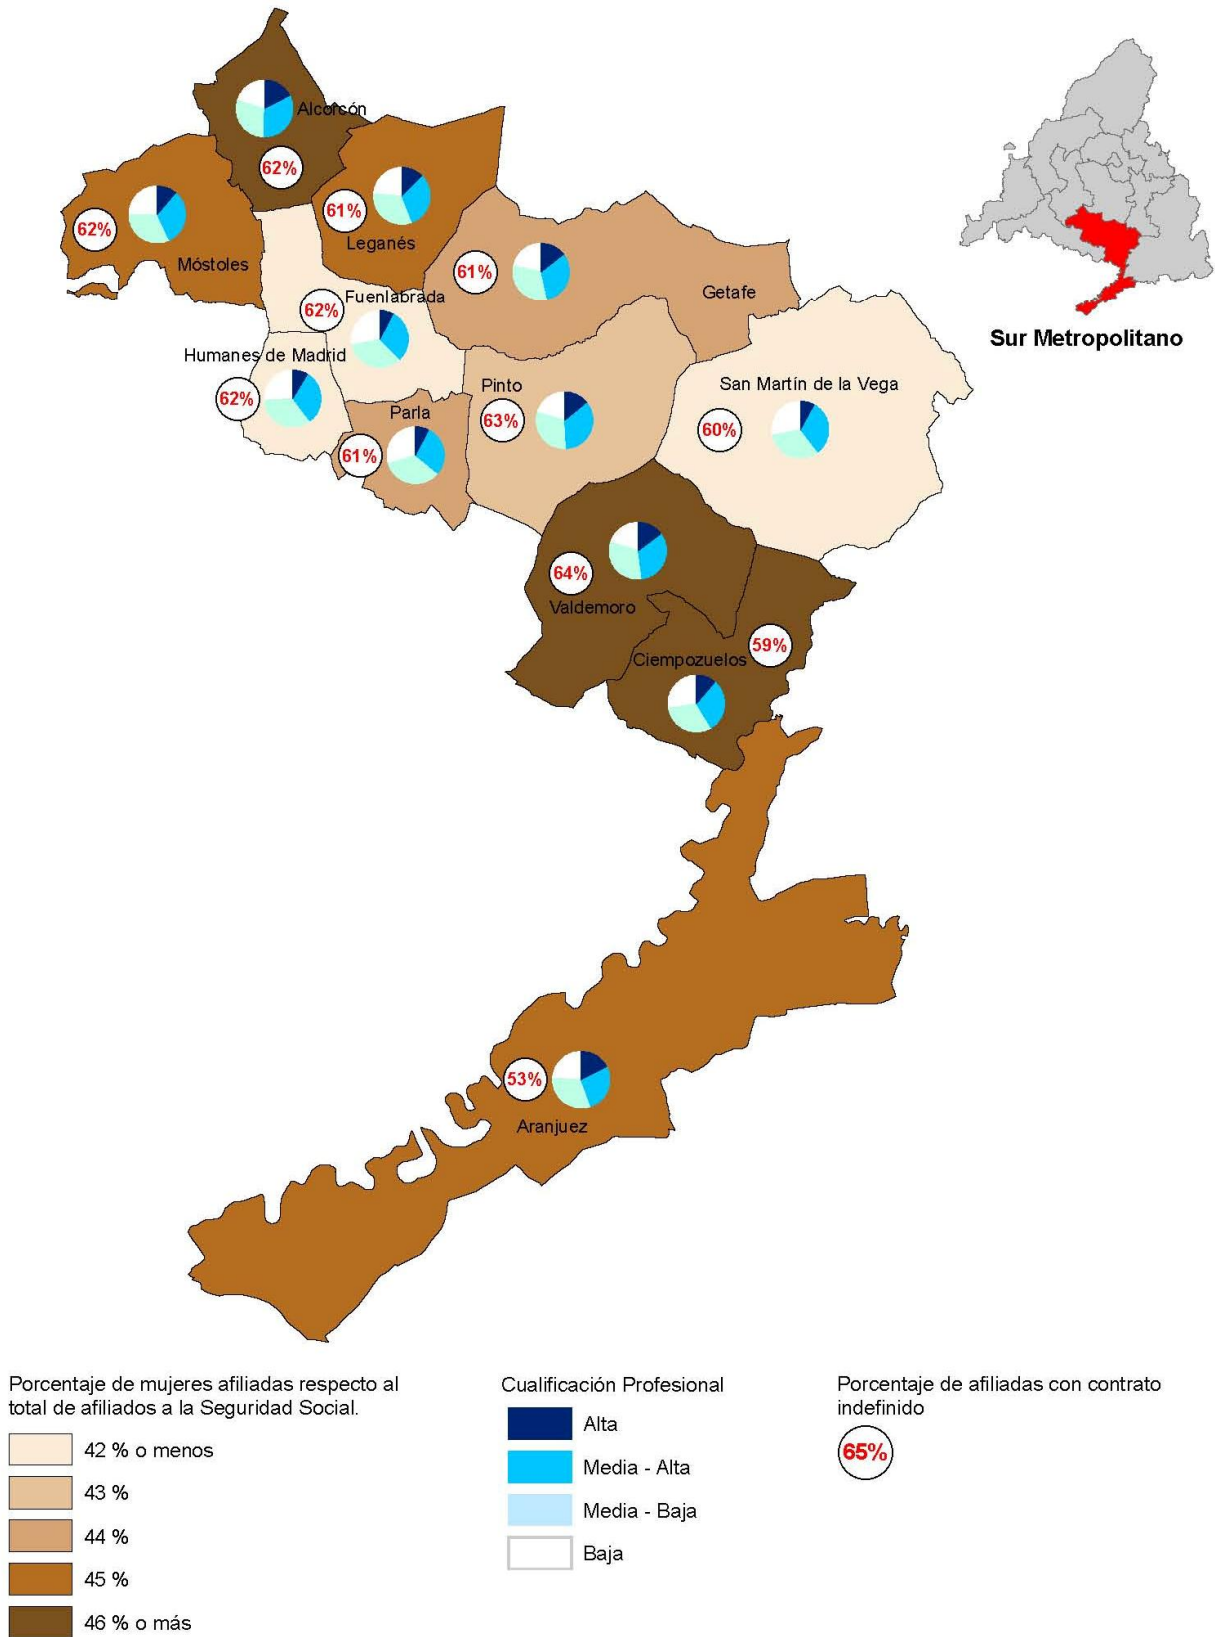 Alcorcón
62%
61%
Leganés
62%
Móstoles
61%
Getafe
Sur Metropolitano
62%
Fuenlabrada
Humanes de Madrid
62%
Pinto
63%
San Martín de la Vega
60%
Parla
61%
64%
Valdemoro
59%
Ciempozuelos
53%
Aranjuez
Porcentaje de mujeres afiliadas respecto al
total de afiliados a la Seguridad Social.
42 % o menos
43 %
44 %
45 %
46 % o más
Cualificación Profesional
Alta
Media - Alta
Media - Baja
Baja
Porcentaje de afiliadas con contrato
indefinido
65%